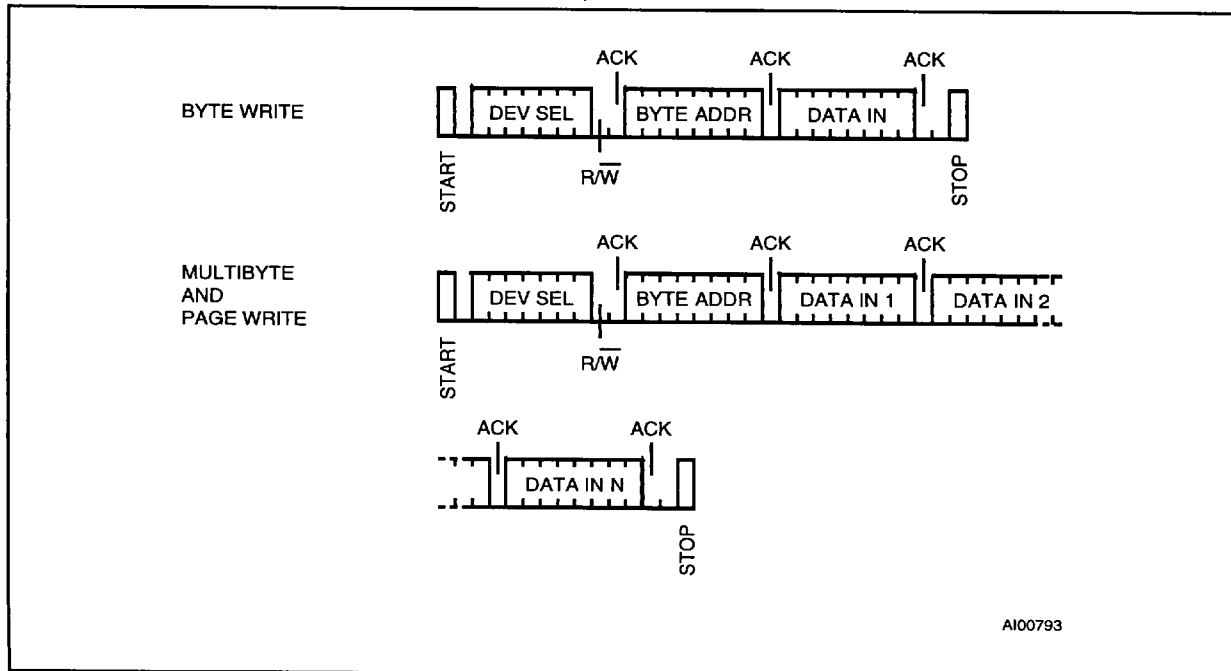 ACK ACK ACK
BYTE WRITE DEV SEL BYTE ADDR DATA IN
START R/W̅ STOP
ACK ACK ACK
MULTIBYTE
AND
PAGE WRITE DEV SEL BYTE ADDR DATA IN 1 DATA IN 2
START R/W̅
ACK ACK
DATA IN N
STOP
AI00793